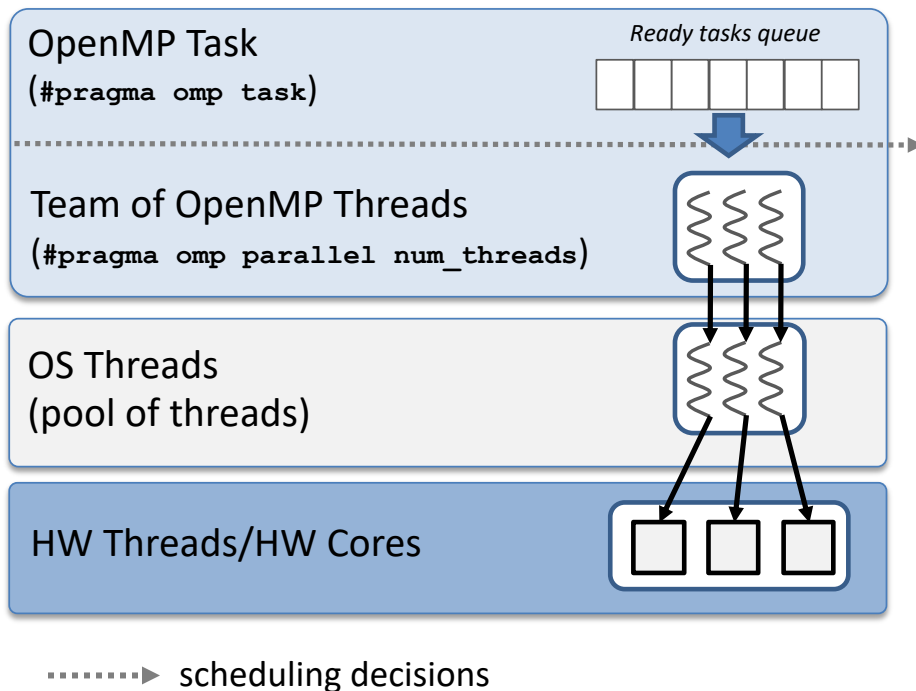 OpenMP Task
(#pragma omp task)
Ready tasks queue
Team of OpenMP Threads
(#pragma omp parallel num_threads)
OS Threads
(pool of threads)
HW Threads/HW Cores
scheduling decisions